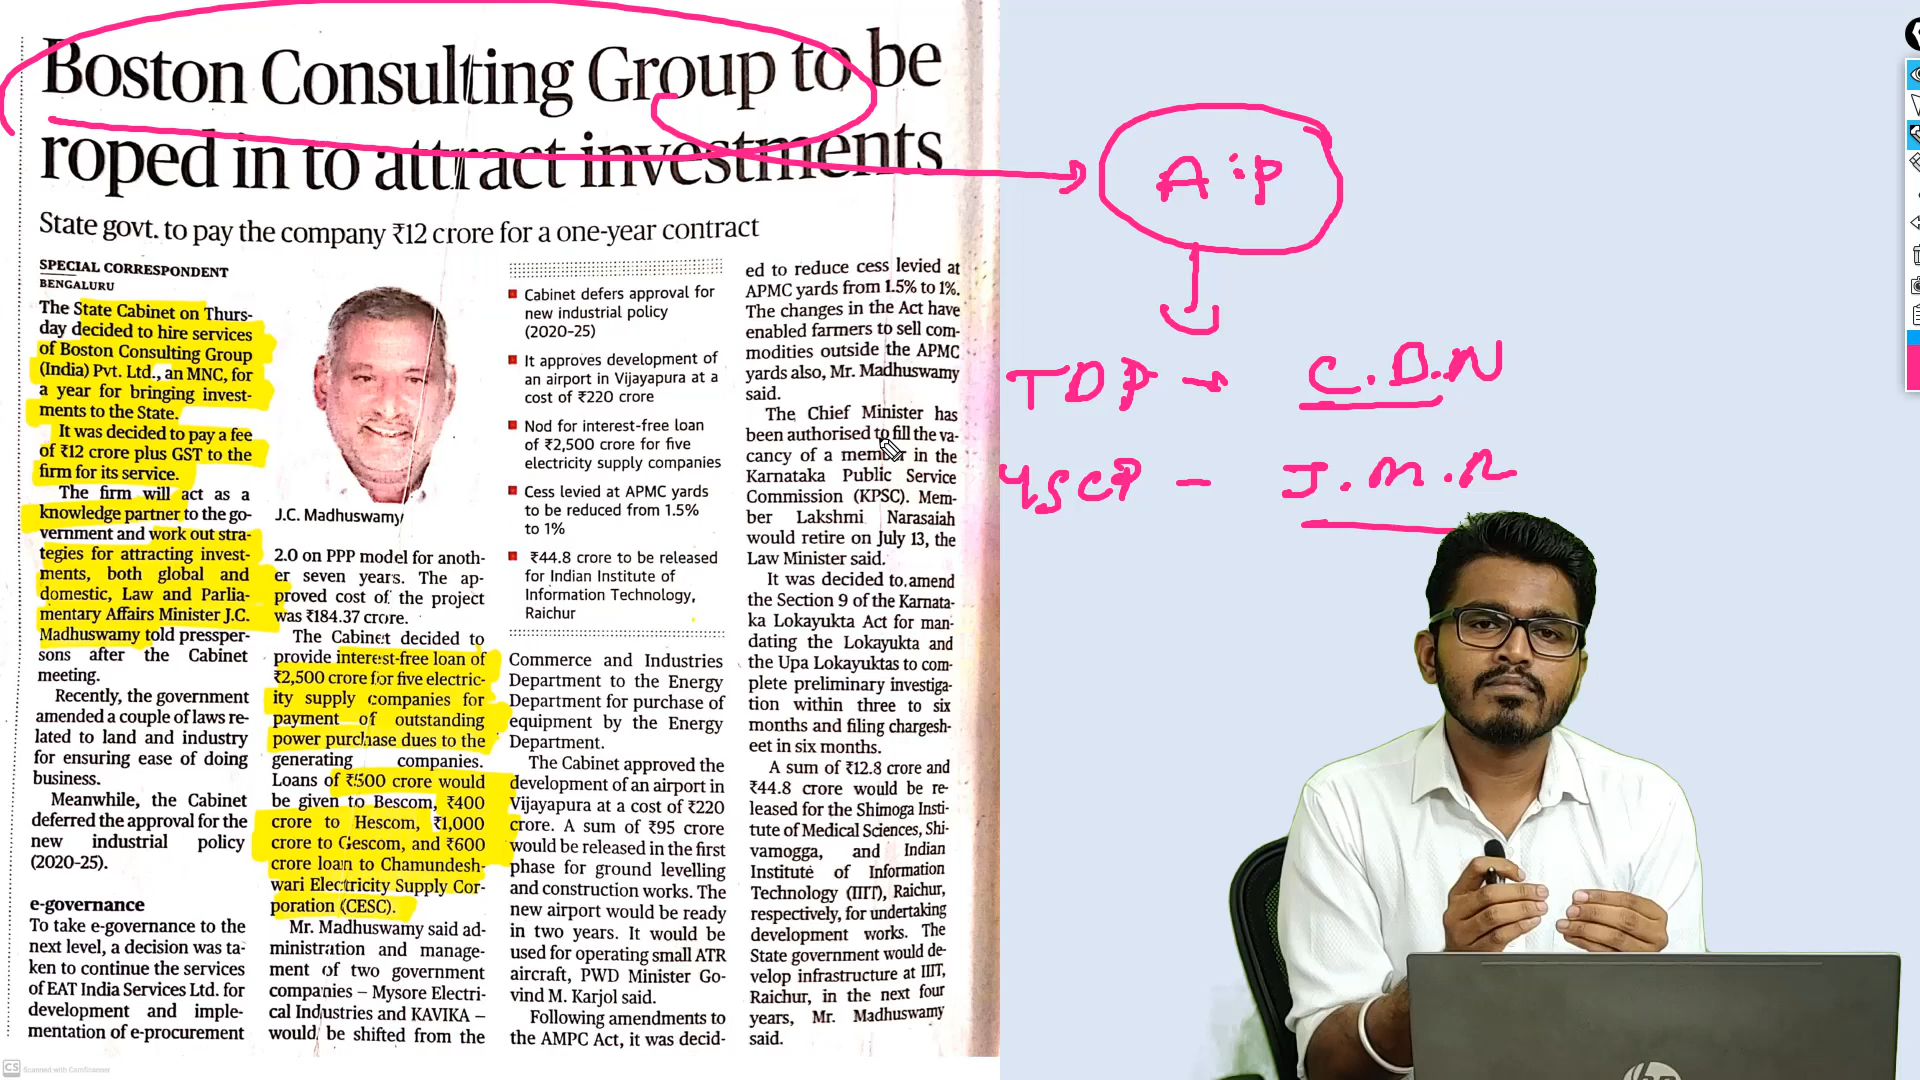 Boston Consulting Group to be
roped in to attract investments
State govt. to pay the company ₹12 crore for a one-year contract
SPECIAL CORRESPONDENT
BENGALURU
The State Cabinet on Thurs-
day decided to hire services
of Boston Consulting Group
(India) Pvt. Ltd., an MNC, for
a year for bringing invest-
ments to the State.
It was decided to pay a fee
of ₹12 crore plus GST to the
firm for its service.
The firm will act as a
knowledge partner to the go-
vernment and work out stra-
tegies for attracting invest-
ments, both global and
domestic, Law and Parlia-
mentary Affairs Minister J.C.
Madhuswamy told pressper-
sons after the Cabinet
meeting.
Recently, the government
amended a couple of laws re-
lated to land and industry
for ensuring ease of doing
business.
Meanwhile, the Cabinet
deferred the approval for the
new industrial policy
(2020-25).
e-governance
To take e-governance to the
next level, a decision was ta-
ken to continue the services
of EAT India Services Ltd. for
development and imple-
mentation of e-procurement
J.C. Madhuswamy
2.0 on PPP model for anoth-
er seven years. The ap-
proved cost of the project
was ₹184.37 crore.
The Cabinet decided to
provide interest-free loan of
₹2,500 crore for five electric-
ity supply companies for
payment of outstanding
power purchase dues to the
generating companies.
Loans of ₹500 crore would
be given to Bescom, ₹400
crore to Hescom, ₹1,000
crore to Gescom, and ₹600
crore loan to Chamundesh-
wari Electricity Supply Cor-
poration (CESC).
Mr. Madhuswamy said ad-
ministration and manage-
ment of two government
companies – Mysore Electri-
cal Industries and KAVIKA –
would be shifted from the
Cabinet defers approval for
new industrial policy
(2020-25)
It approves development of
an airport in Vijayapura at a
cost of ₹220 crore
Nod for interest-free loan
of ₹2,500 crore for five
electricity supply companies
Cess levied at APMC yards
to be reduced from 1.5%
to 1%
₹44.8 crore to be released
for Indian Institute of
Information Technology,
Raichur
Commerce and Industries
Department to the Energy
Department for purchase of
equipment by the Energy
Department.
The Cabinet approved the
development of an airport in
Vijayapura at a cost of ₹220
crore. A sum of ₹95 crore
would be released in the first
phase for ground levelling
and construction works. The
new airport would be ready
in two years. It would be
used for operating small ATR
aircraft, PWD Minister Go-
vind M. Karjol said.
Following amendments to
the AMPC Act, it was decid-
ed to reduce cess levied at
APMC yards from 1.5% to 1%.
The changes in the Act have
enabled farmers to sell com-
modities outside the APMC
yards also, Mr. Madhuswamy
said.
The Chief Minister has
been authorised to fill the va-
cancy of a member in the
Karnataka Public Service
Commission (KPSC). Mem-
ber Lakshmi Narasaiah
would retire on July 13, the
Law Minister said.
It was decided to amend
the Section 9 of the Karnata-
ka Lokayukta Act for man-
dating the Lokayukta and
the Upa Lokayuktas to com-
plete preliminary investiga-
tion within three to six
months and filing chargesh-
eet in six months.
A sum of ₹12.8 crore and
₹44.8 crore would be re-
leased for the Shimoga Insti-
tute of Medical Sciences, Shi-
vamogga, and Indian
Institute of Information
Technology (IIIT), Raichur,
respectively, for undertaking
development works. The
State government would de-
velop infrastructure at IIIT,
Raichur, in the next four
years, Mr. Madhuswamy
said.
CS Scanned with CamScanner
A:P
TDP → C.B.N
YSCP - J.M.R
hp